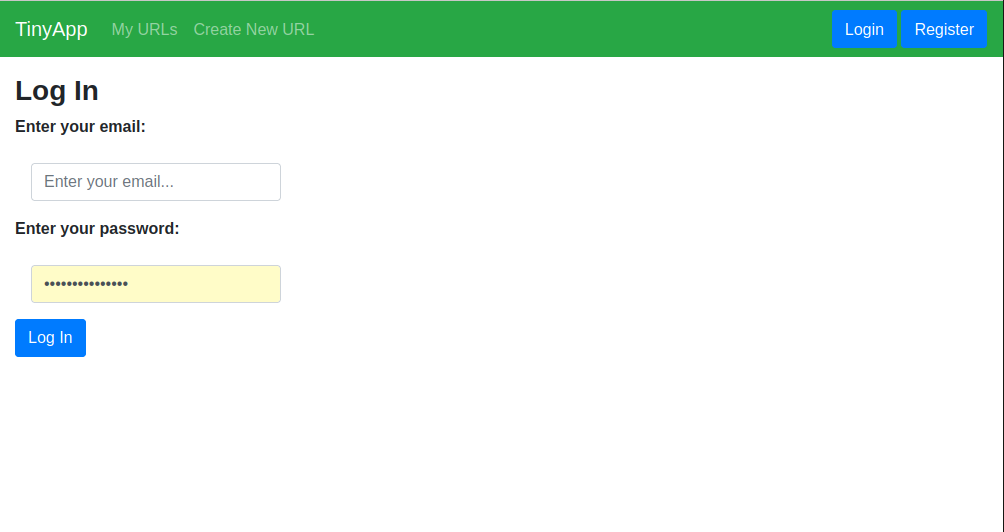 TinyApp My URLs Create New URL Login Register
Log In
Enter your email:
Enter your email...
Enter your password:
•••••••••••••••
Log In